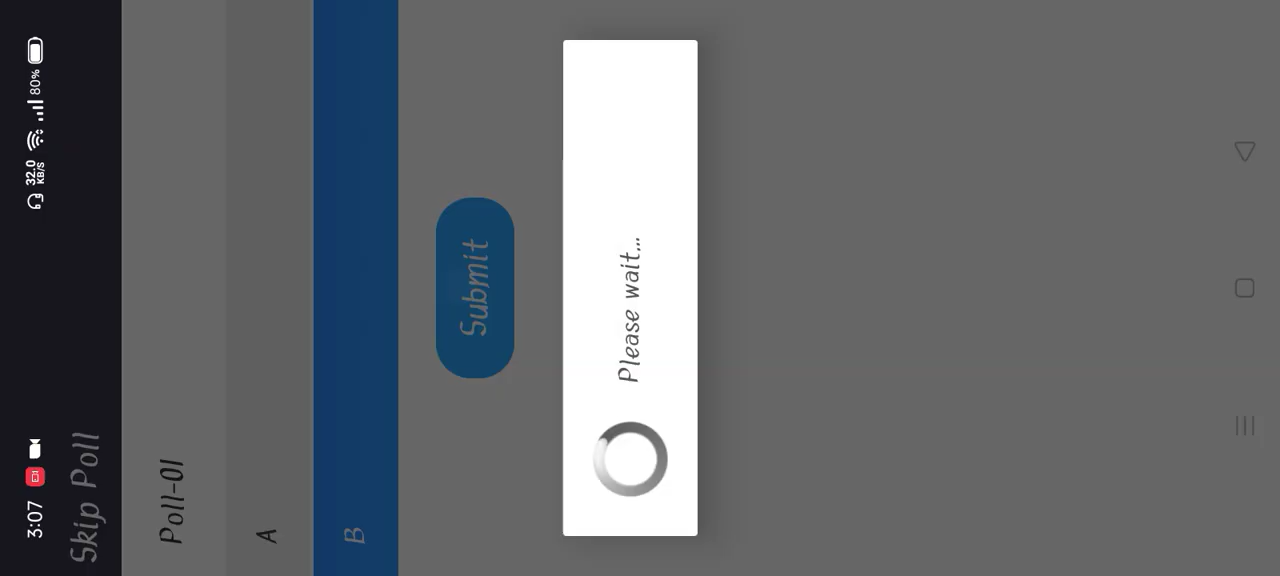 3:07
32.0
KB/S
80%
Skip Poll
Poll-01
A
B
Submit
Please wait...